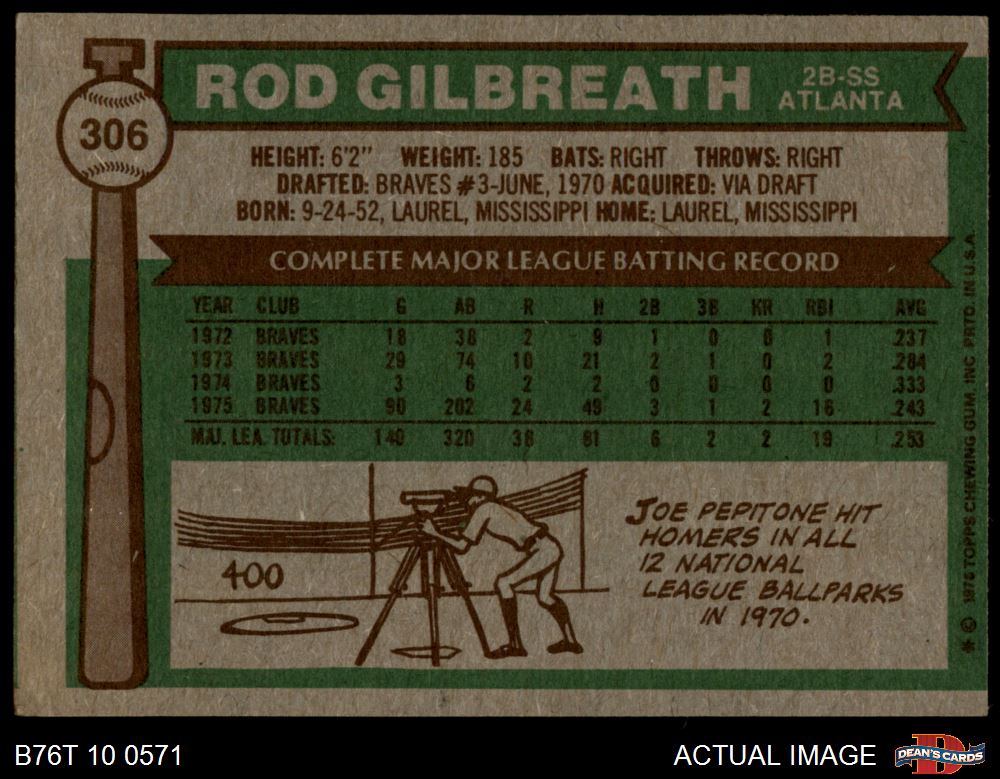 306
ROD GILBREATH
2B-SS
ATLANTA
HEIGHT: 6'2" WEIGHT: 185 BATS: RIGHT THROWS: RIGHT
DRAFTED: BRAVES #3-JUNE, 1970 ACQUIRED: VIA DRAFT
BORN: 9-24-52, LAUREL, MISSISSIPPI HOME: LAUREL, MISSISSIPPI
COMPLETE MAJOR LEAGUE BATTING RECORD
YEAR CLUB G AB R H 2B 3B HR RBI AVG
1972 BRAVES 18 38 2 9 1 0 0 1 .237
1973 BRAVES 29 74 10 21 2 1 0 2 .284
1974 BRAVES 3 6 2 2 0 0 0 0 .333
1975 BRAVES 90 202 24 49 3 1 2 16 .243
MAJ. LEA. TOTALS: 140 320 38 81 6 2 2 19 .253
400
JOE PEPITONE HIT
HOMERS IN ALL
12 NATIONAL
LEAGUE BALLPARKS
IN 1970.
* © 1976 TOPPS CHEWING GUM, INC. PRTD. IN U.S.A.
B76T 10 0571
ACTUAL IMAGE
DEAN'S CARDS